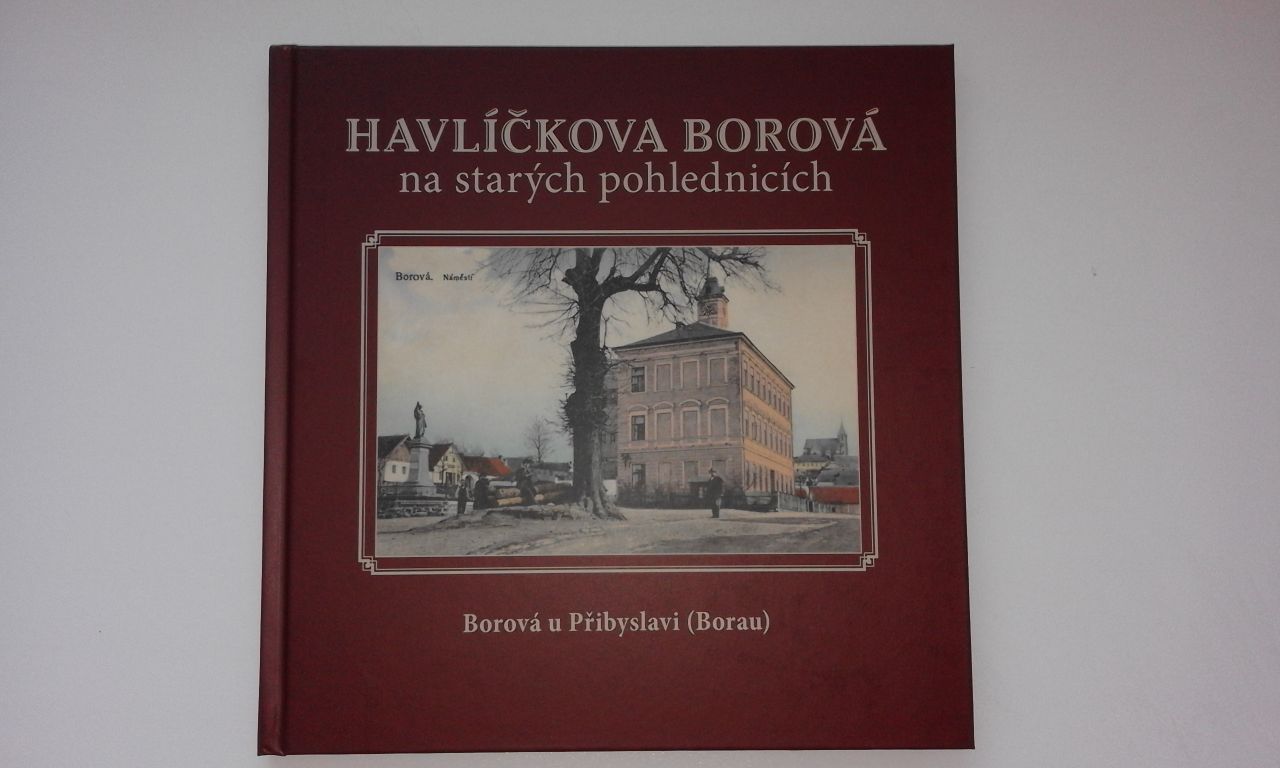 HAVLÍČKOVA BOROVÁ
na starých pohlednicích
Borová. Náměstí
Borová u Přibyslavi (Borau)